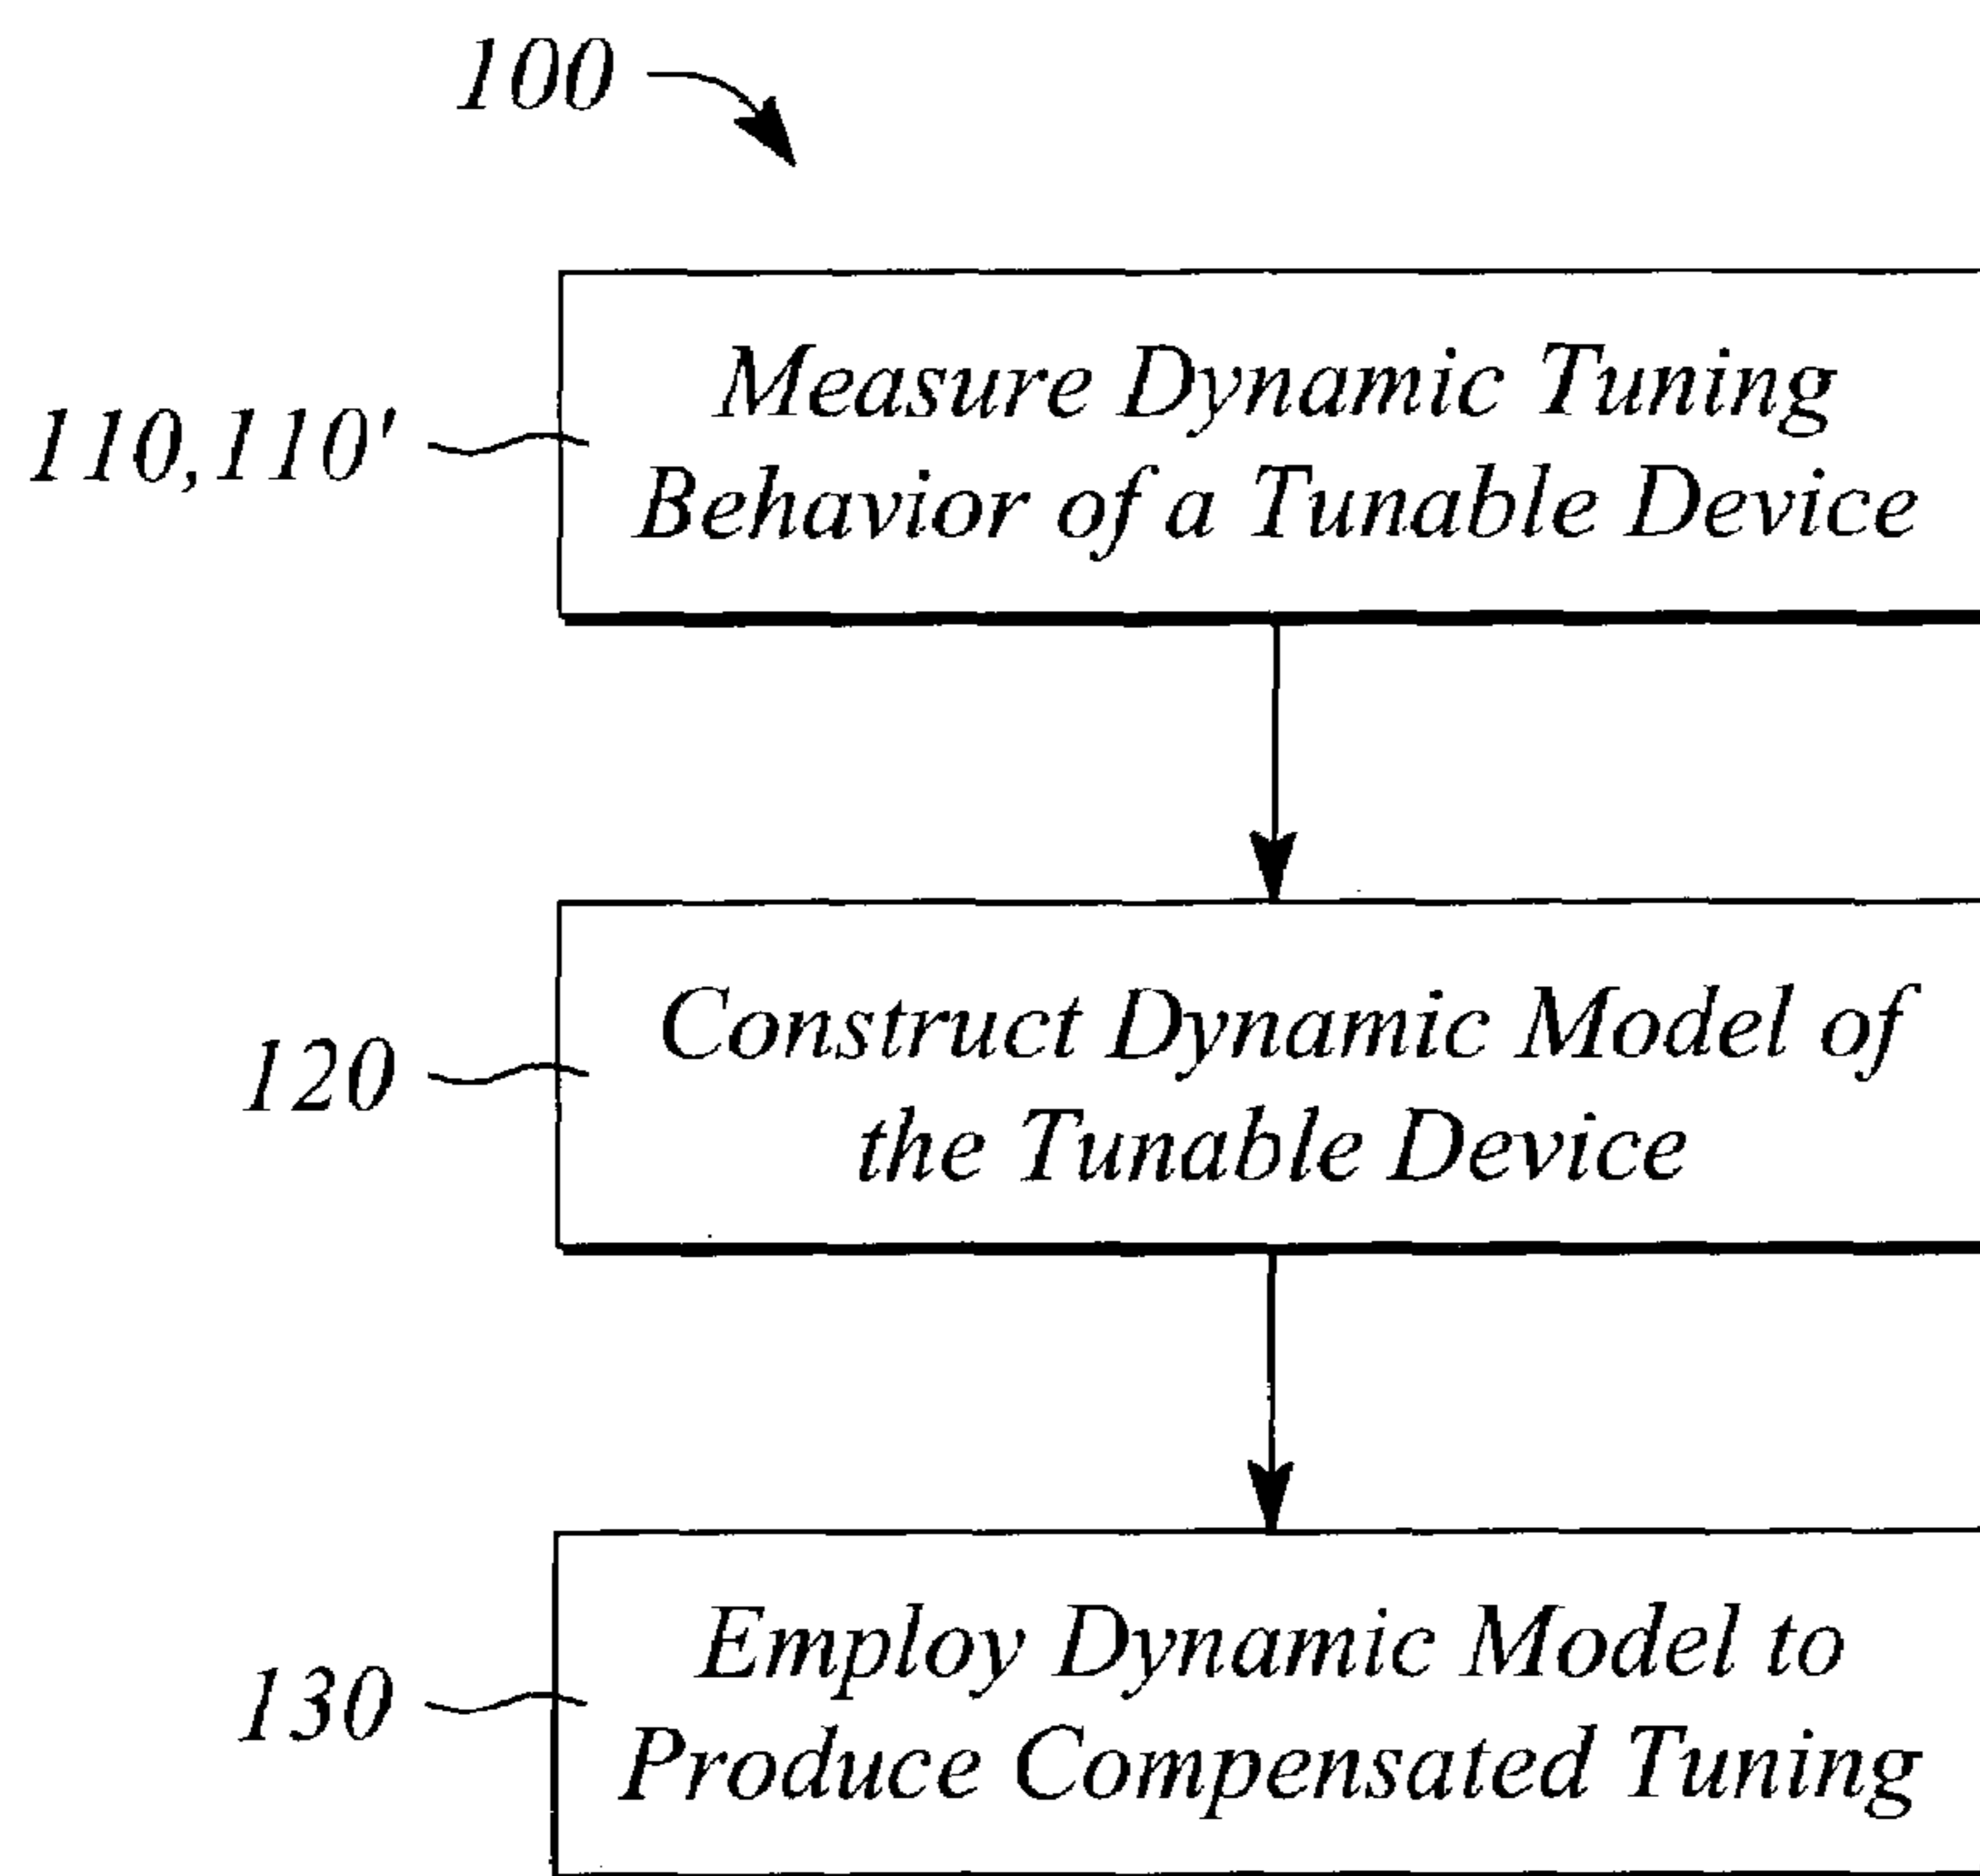 100
110,110'
Measure Dynamic Tuning
Behavior of a Tunable Device
120
Construct Dynamic Model of
the Tunable Device
130
Employ Dynamic Model to
Produce Compensated Tuning